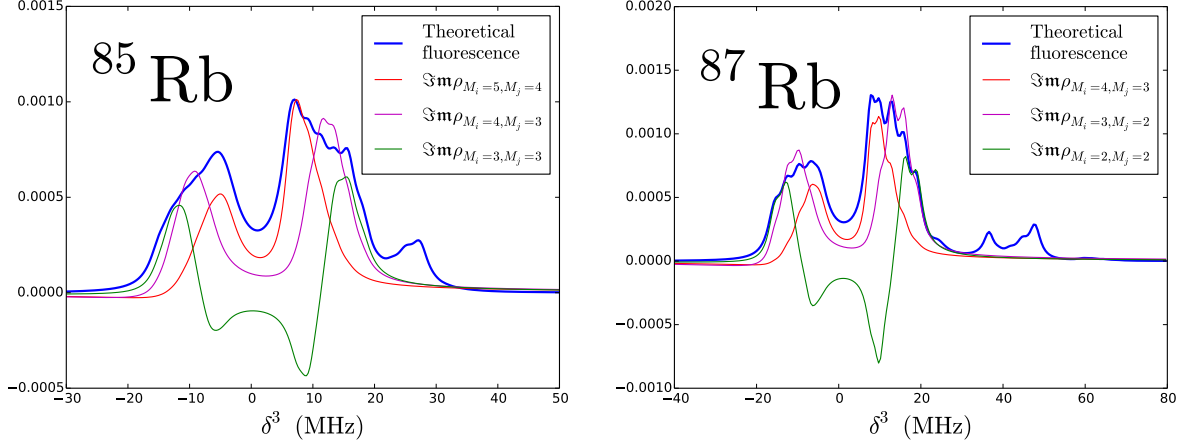 0.0015
0.0010
0.0005
0.0000
−0.0005
−30 −20 −10 0 10 20 30 40 50
δ³ (MHz)
⁸⁵Rb
Theoretical
fluorescence
ℑ𝔪ρ_{M_i=5,M_j=4}
ℑ𝔪ρ_{M_i=4,M_j=3}
ℑ𝔪ρ_{M_i=3,M_j=3}
0.0020
0.0015
0.0010
0.0005
0.0000
−0.0005
−0.0010
−40 −20 0 20 40 60 80
δ³ (MHz)
⁸⁷Rb
Theoretical
fluorescence
ℑ𝔪ρ_{M_i=4,M_j=3}
ℑ𝔪ρ_{M_i=3,M_j=2}
ℑ𝔪ρ_{M_i=2,M_j=2}